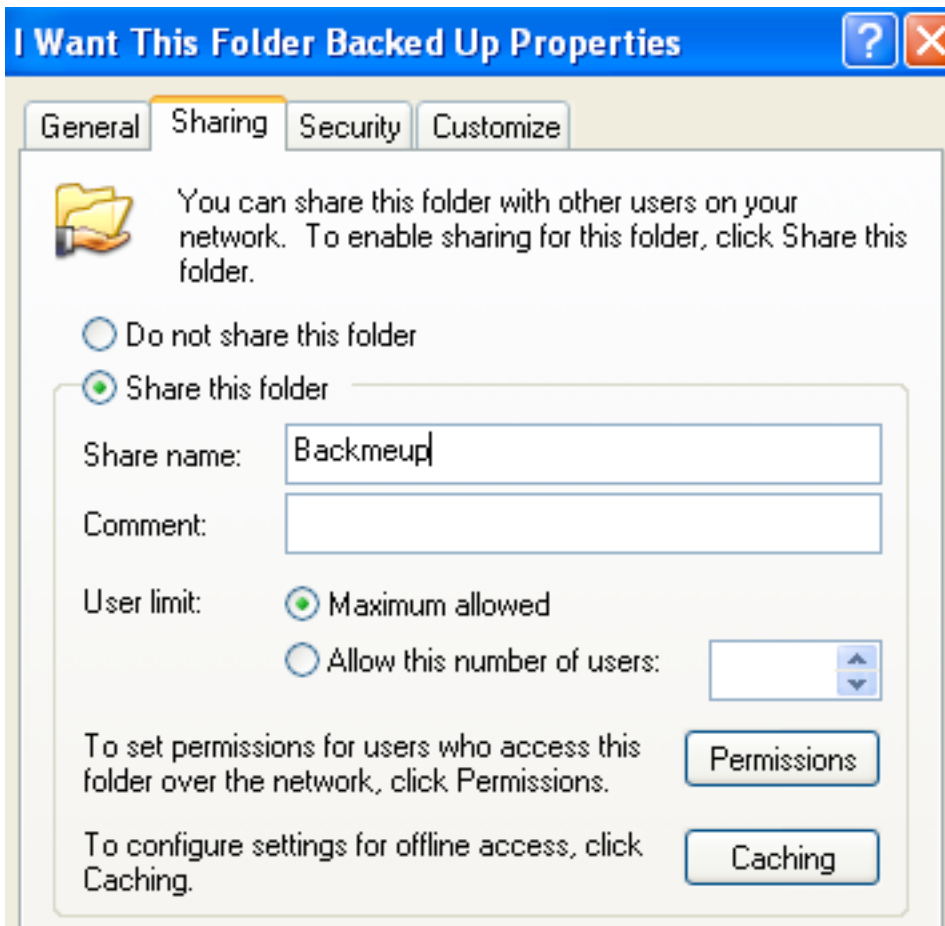 I Want This Folder Backed Up Properties
General Sharing Security Customize
You can share this folder with other users on your
network. To enable sharing for this folder, click Share this
folder.
Do not share this folder
Share this folder
Share name: Backmeup
Comment:
User limit: Maximum allowed
Allow this number of users:
To set permissions for users who access this
folder over the network, click Permissions.
Permissions
To configure settings for offline access, click
Caching.
Caching